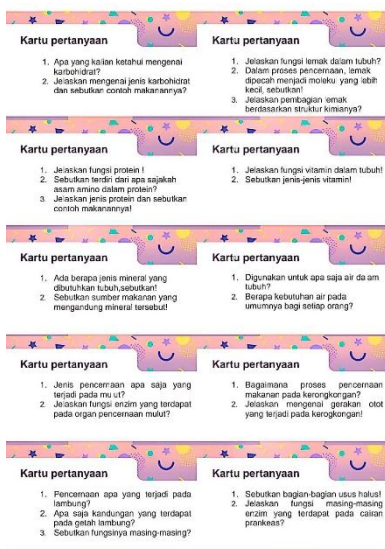 Kartu pertanyaan
1. Apa yang kalian ketahui mengenai
karbohidrat?
2. Jelaskan mengenai jenis karbohidrat
dan sebutkan contoh makanannya?
Kartu pertanyaan
1. Jelaskan fungsi lemak dalam tubuh?
2. Dalam proses pencernaan, lemak
dipecah menjadi moleku yang lebih
kecil, sebutkan!
3. Jelaskan pembagian lemak
berdasarkan struktur kimianya?
Kartu pertanyaan
1. Jelaskan fungsi protein !
2. Sebutkan terdiri dari apa sajakah
asam amino dalam protein?
3. Jelaskan jenis protein dan sebutkan
contoh makanannya!
Kartu pertanyaan
1. Jelaskan fungsi vitamin dalam tubuh!
2. Sebutkan jenis-jenis vitamin!
Kartu pertanyaan
1. Ada berapa jenis mineral yang
dibutuhkan tubuh,sebutkan!
2. Sebutkan sumber makanan yang
mengandung mineral tersebut!
Kartu pertanyaan
1. Digunakan untuk apa saja air dalam
tubuh?
2. Berapa kebutuhan air pada
umumnya bagi setiap orang?
Kartu pertanyaan
1. Jenis pencernaan apa saja yang
terjadi pada mulut?
2. Jelaskan fungsi enzim yang terdapat
pada organ pencernaan mulut?
Kartu pertanyaan
1. Bagaimana proses pencernaan
makanan pada kerongkongan?
2. Jelaskan mengenai gerakan otot
yang terjadi pada kerogkongan!
Kartu pertanyaan
1. Pencernaan apa yang terjadi pada
lambung?
2. Apa saja kandungan yang terdapat
pada getah lambung?
3. Sebutkan fungsinya masing-masing?
Kartu pertanyaan
1. Sebutkan bagian-bagian usus halus!
2. Jelaskan fungsi masing-masing
enzim yang terdapat pada cairan
prankeas?